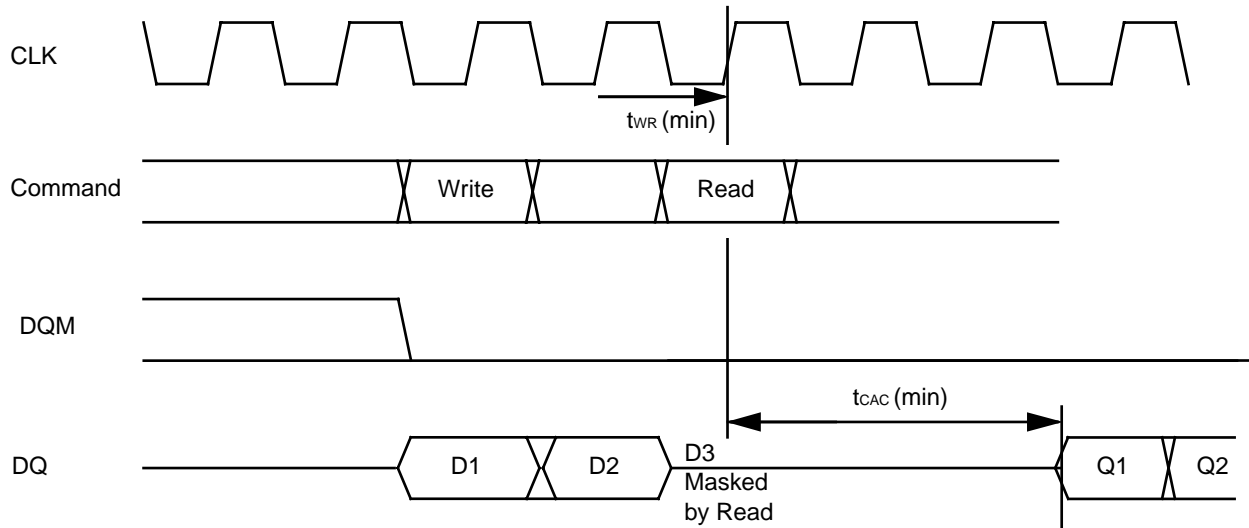 CLK
tWR (min)
Command
Write
Read
DQM
tCAC (min)
DQ
D1
D2
D3
Masked
by Read
Q1
Q2